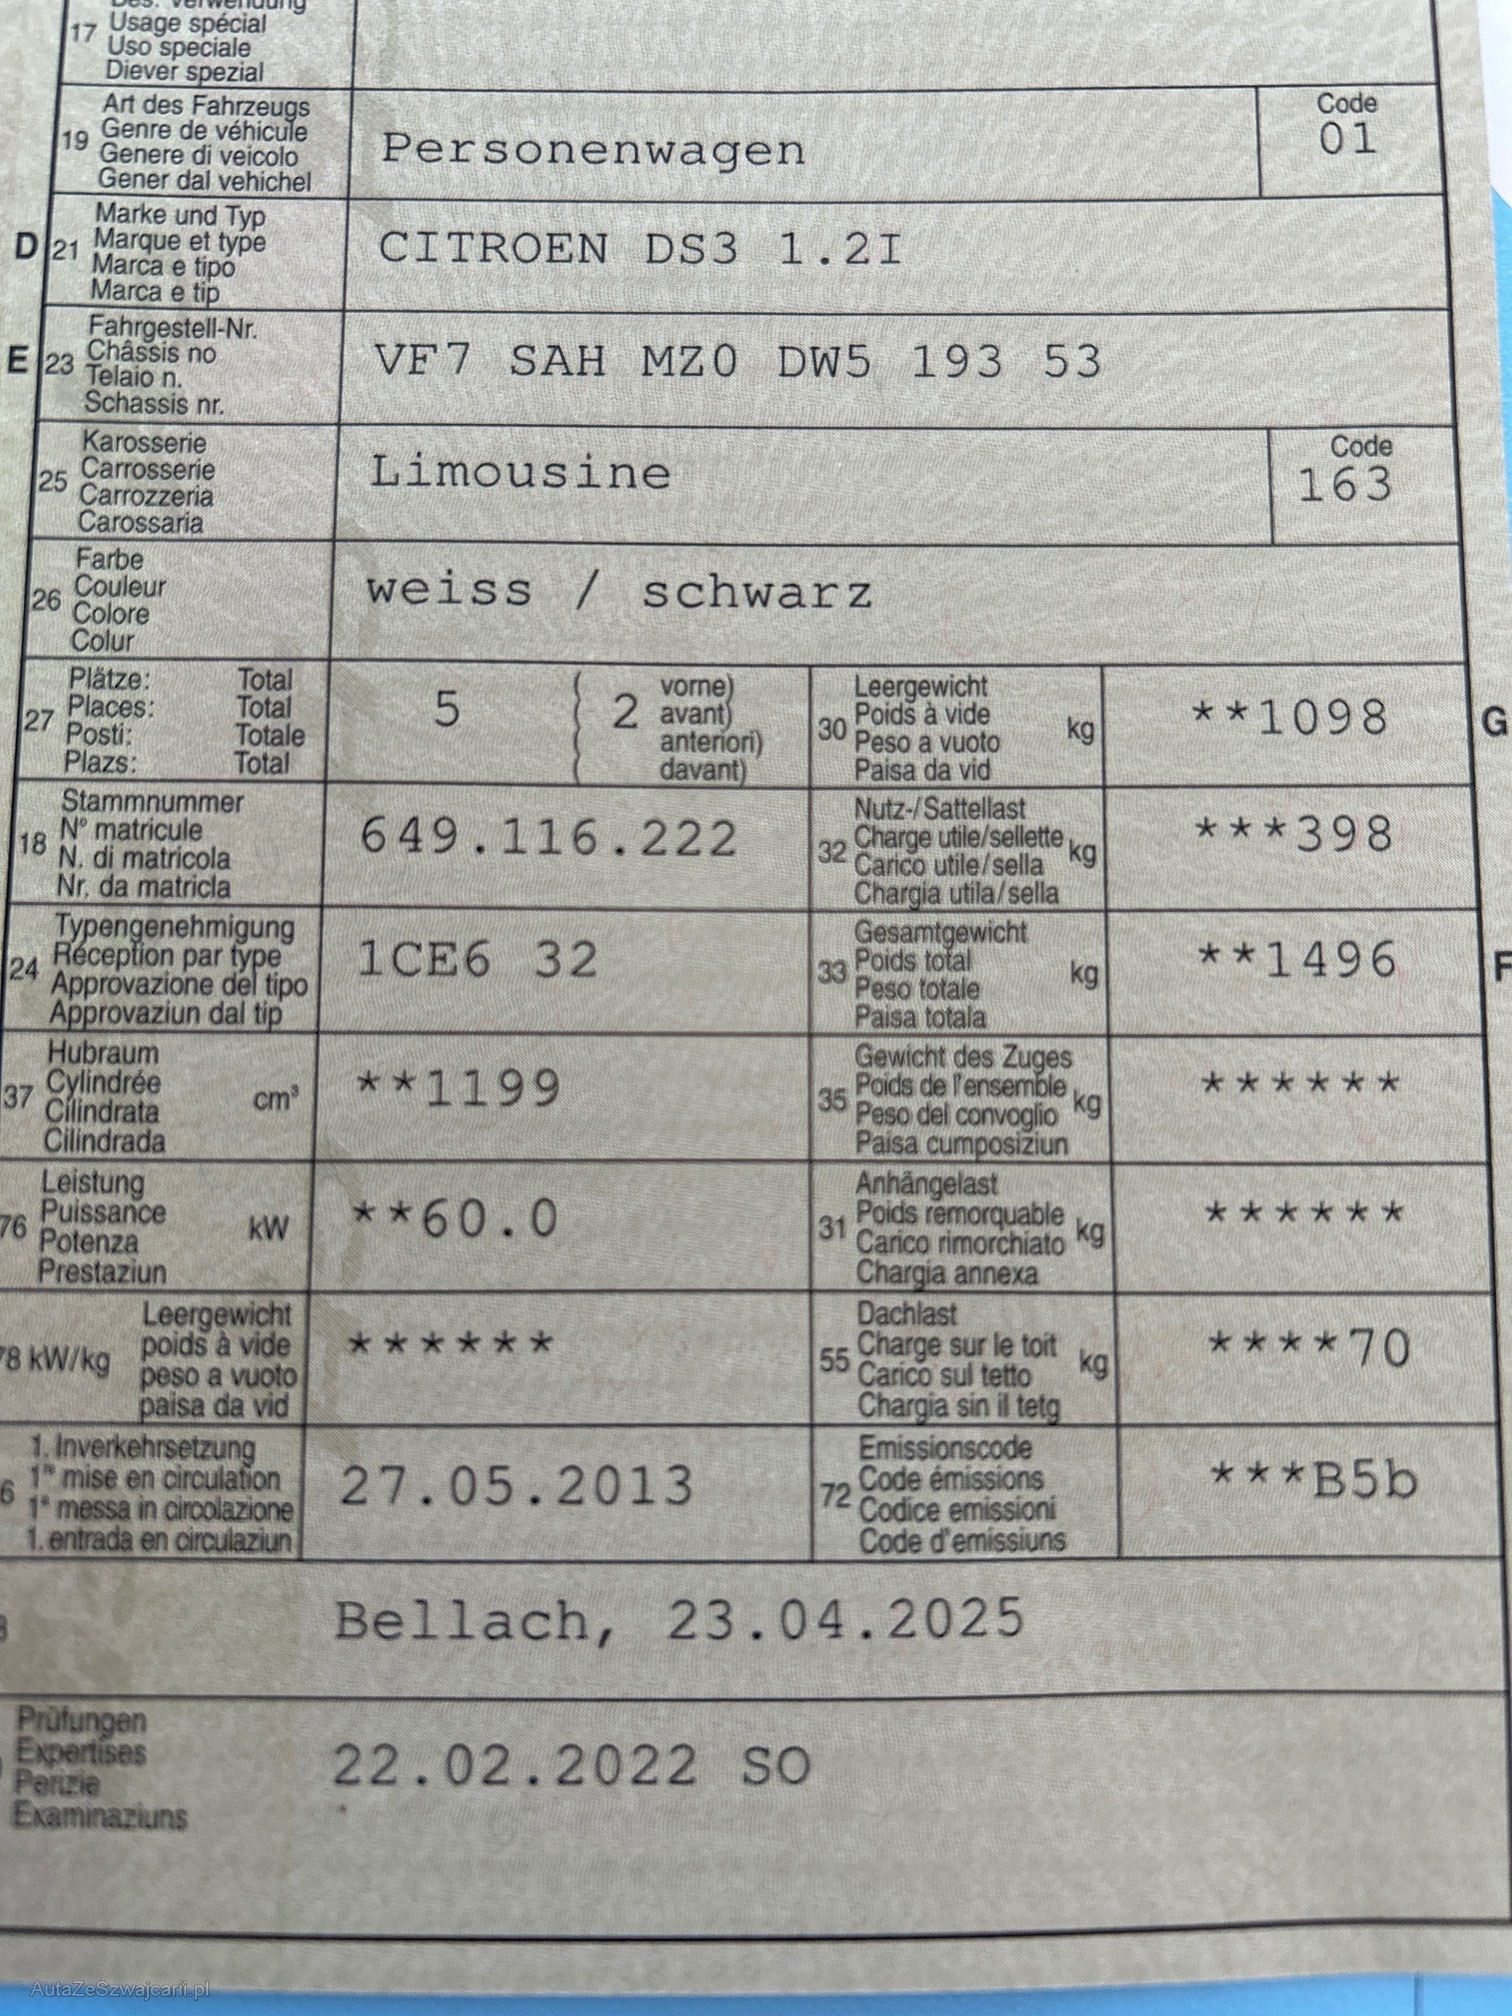 Bes. Verwendung
17 Usage spécial
Uso speciale
Diever spezial
Art des Fahrzeugs
19 Genre de véhicule
Genere di veicolo
Gener dal vehichel
Personenwagen
Code
01
Marke und Typ
D 21 Marque et type
Marca e tipo
Marca e tip
CITROEN DS3 1.2I
Fahrgestell-Nr.
E 23 Châssis no
Telaio n.
Schassis nr.
VF7 SAH MZ0 DW5 193 53
Karosserie
25 Carrosserie
Carrozzeria
Carossaria
Limousine
Code
163
Farbe
26 Couleur
Colore
Colur
weiss / schwarz
Plätze: Total
27 Places: Total
Posti: Totale
Plazs: Total
5 ( 2 vorne)
avant)
anteriori)
davant)
Leergewicht
30 Poids à vide kg
Peso a vuoto
Paisa da vid
**1098 G
Stammnummer
18 N° matricule
N. di matricola
Nr. da matricla
649.116.222
Nutz-/Sattellast
32 Charge utile/sellette kg
Carico utile/sella
Chargia utila/sella
***398
Typengenehmigung
24 Réception par type
Approvazione del tipo
Approvaziun dal tip
1CE6 32
Gesamtgewicht
33 Poids total kg
Peso totale
Paisa totala
**1496 F
Hubraum
37 Cylindrée cm³
Cilindrata
Cilindrada
**1199
Gewicht des Zuges
35 Poids de l'ensemble kg
Peso del convoglio
Paisa cumposiziun
******
Leistung
76 Puissance kW
Potenza
Prestaziun
**60.0
Anhängelast
31 Poids remorquable kg
Carico rimorchiato
Chargia annexa
******
Leergewicht
78 kW/kg poids à vide
peso a vuoto
paisa da vid
******
Dachlast
55 Charge sur le toit kg
Carico sul tetto
Chargia sin il tetg
****70
1. Inverkehrsetzung
6 1re mise en circulation
1a messa in circolazione
1. entrada en circulaziun
27.05.2013
Emissionscode
72 Code émissions
Codice emissioni
Code d'emissiuns
***B5b
Bellach, 23.04.2025
Prüfungen
Expertises
Perizie
Examinaziuns
22.02.2022 SO
AutaZeSzwajcarii.pl